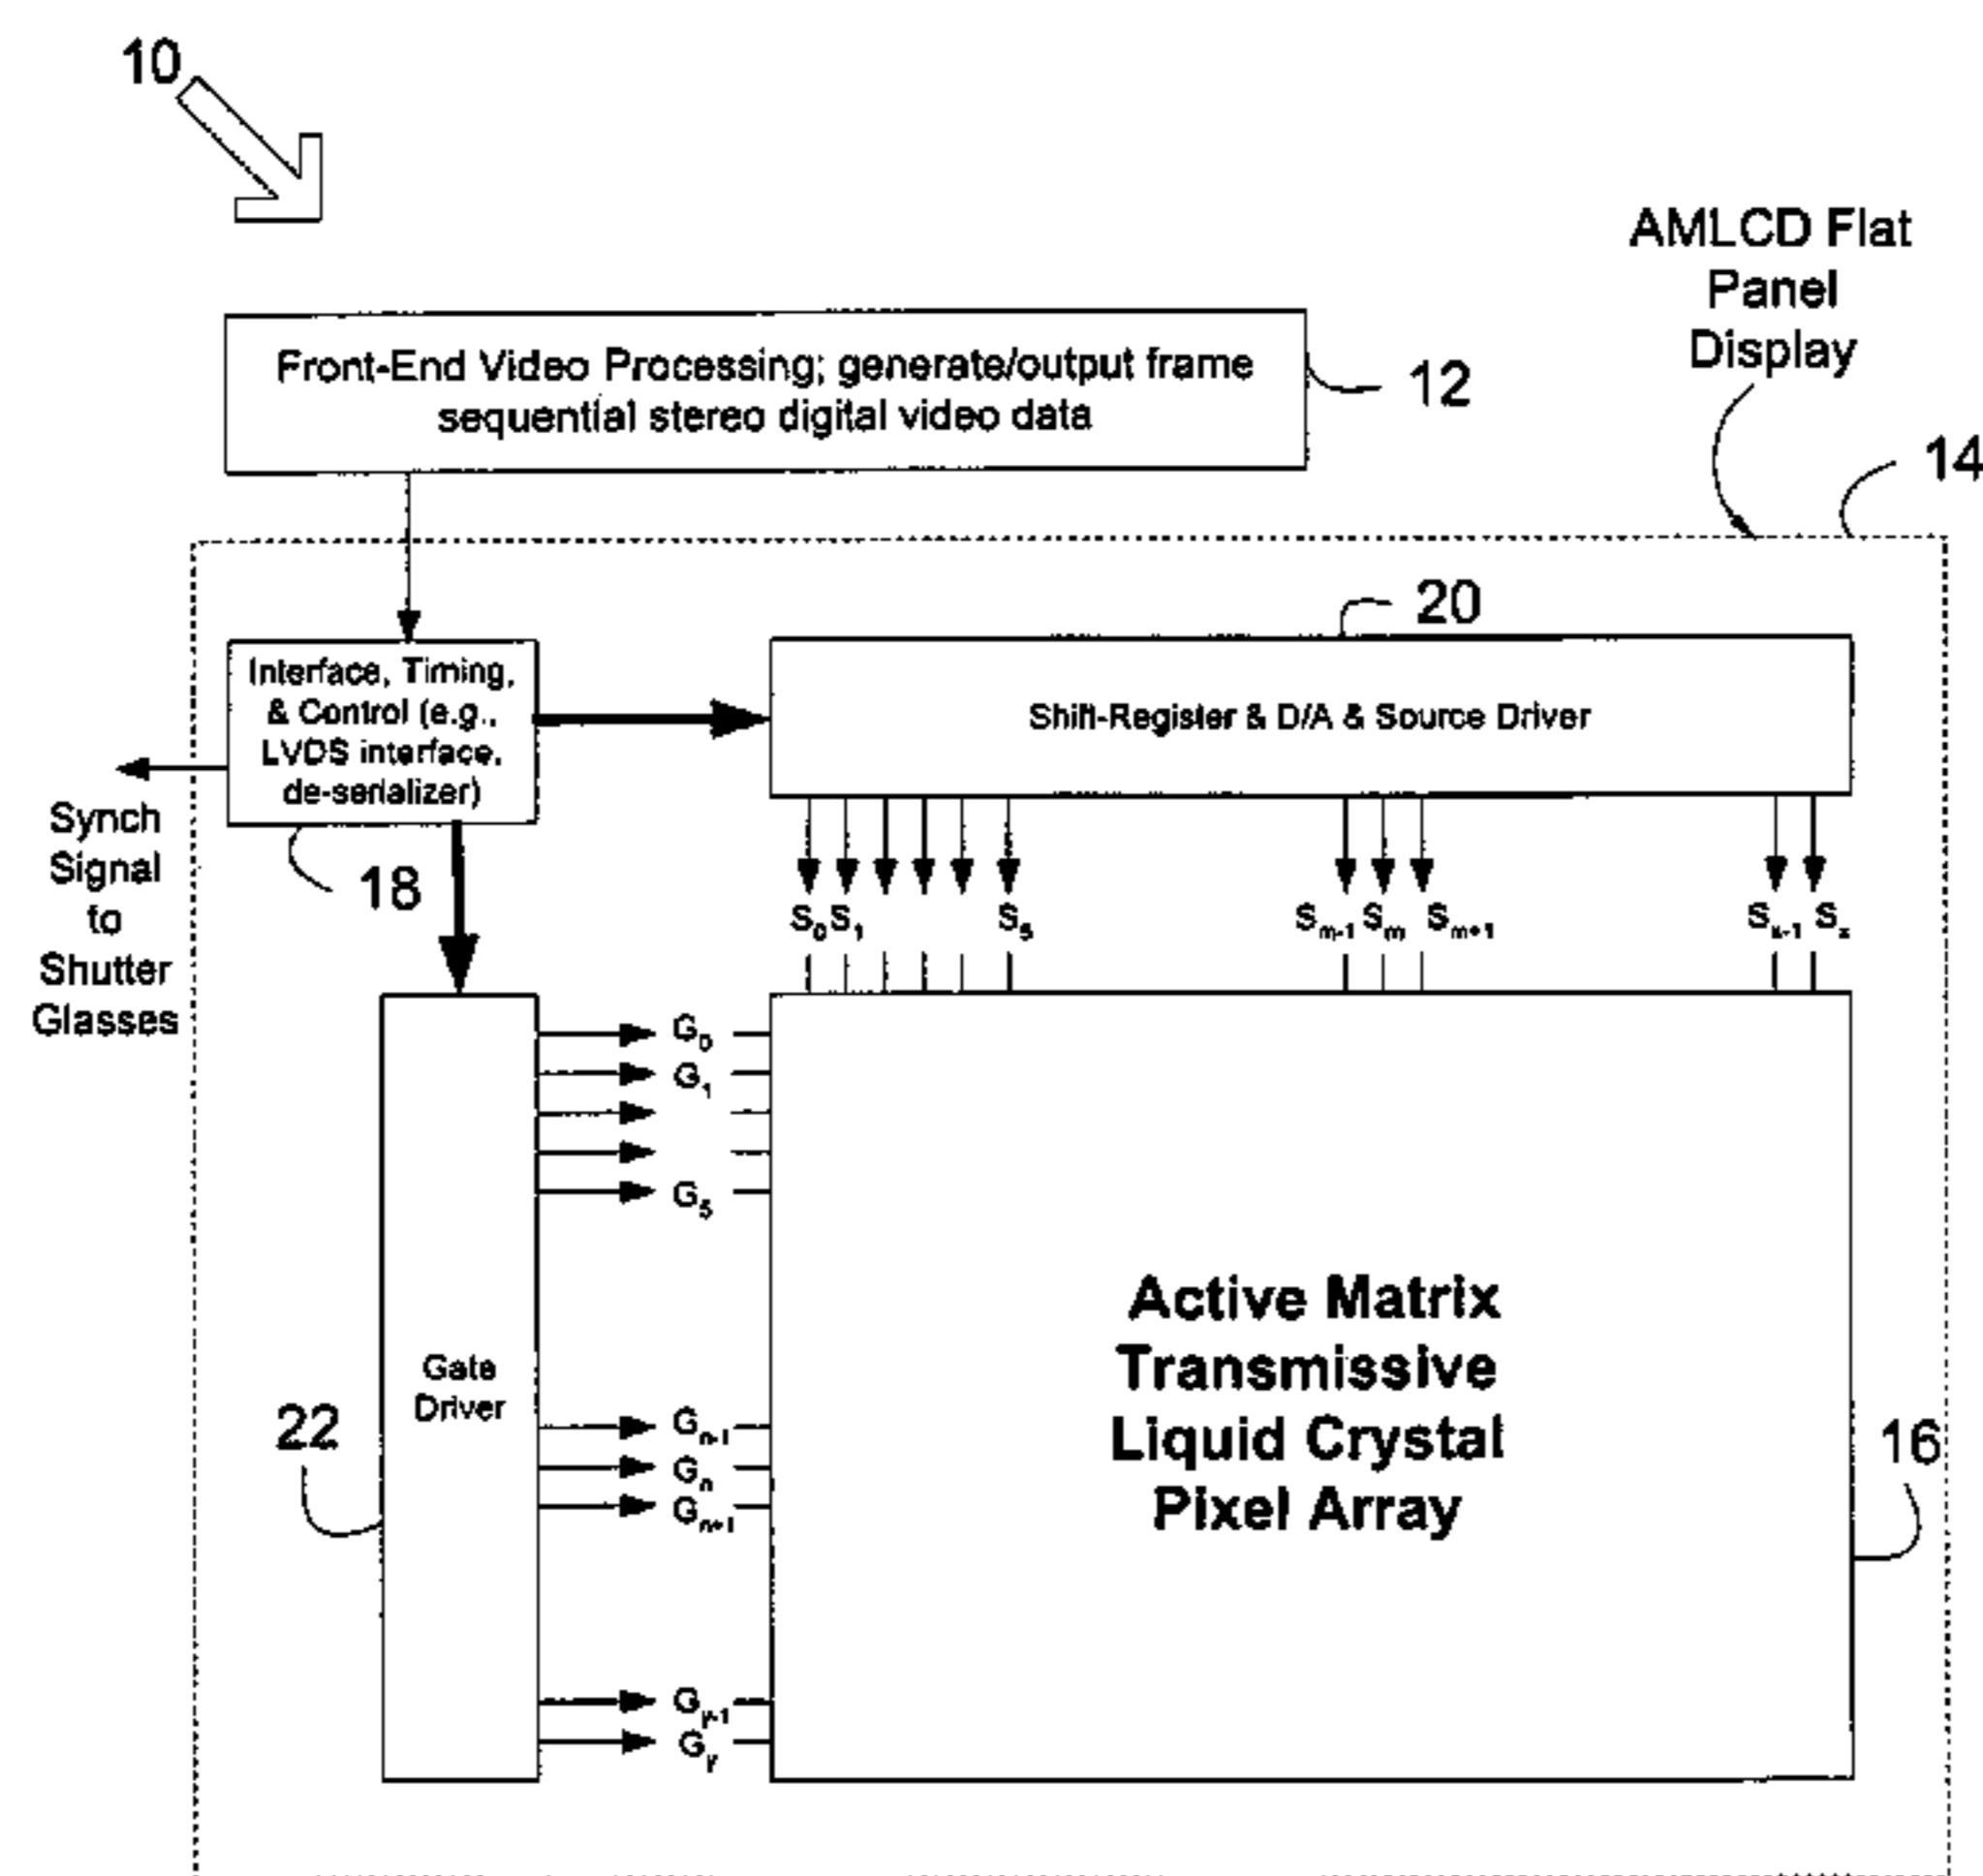 10
AMLCD Flat
Panel
Display
Front-End Video Processing; generate/output frame
sequential stereo digital video data
12
14
20
Interface, Timing,
& Control (e.g.,
LVDS interface,
de-serializer)
Shift-Register & D/A & Source Driver
Synch
Signal
to
Shutter
Glasses
18
S0 S1 S5 Sm-1 Sm Sm+1 Sx-1 Sx
G0
G1
G5
Gate
Driver
22
Gn-1
Gn
Gn+1
Gy-1
Gy
Active Matrix
Transmissive
Liquid Crystal
Pixel Array
16